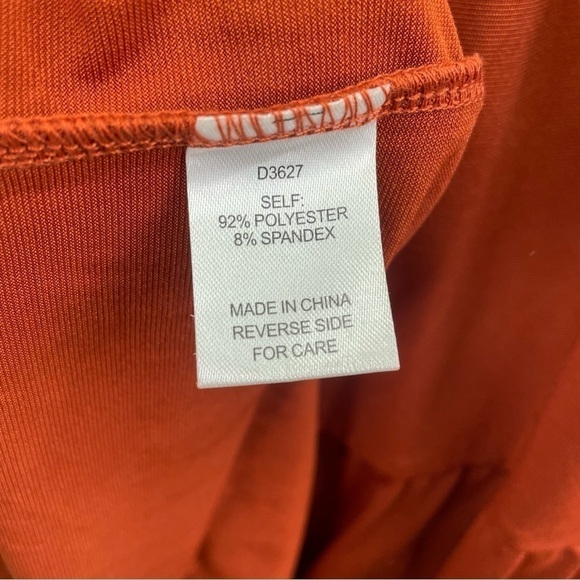 D3627
SELF:
92% POLYESTER
8% SPANDEX
MADE IN CHINA
REVERSE SIDE
FOR CARE